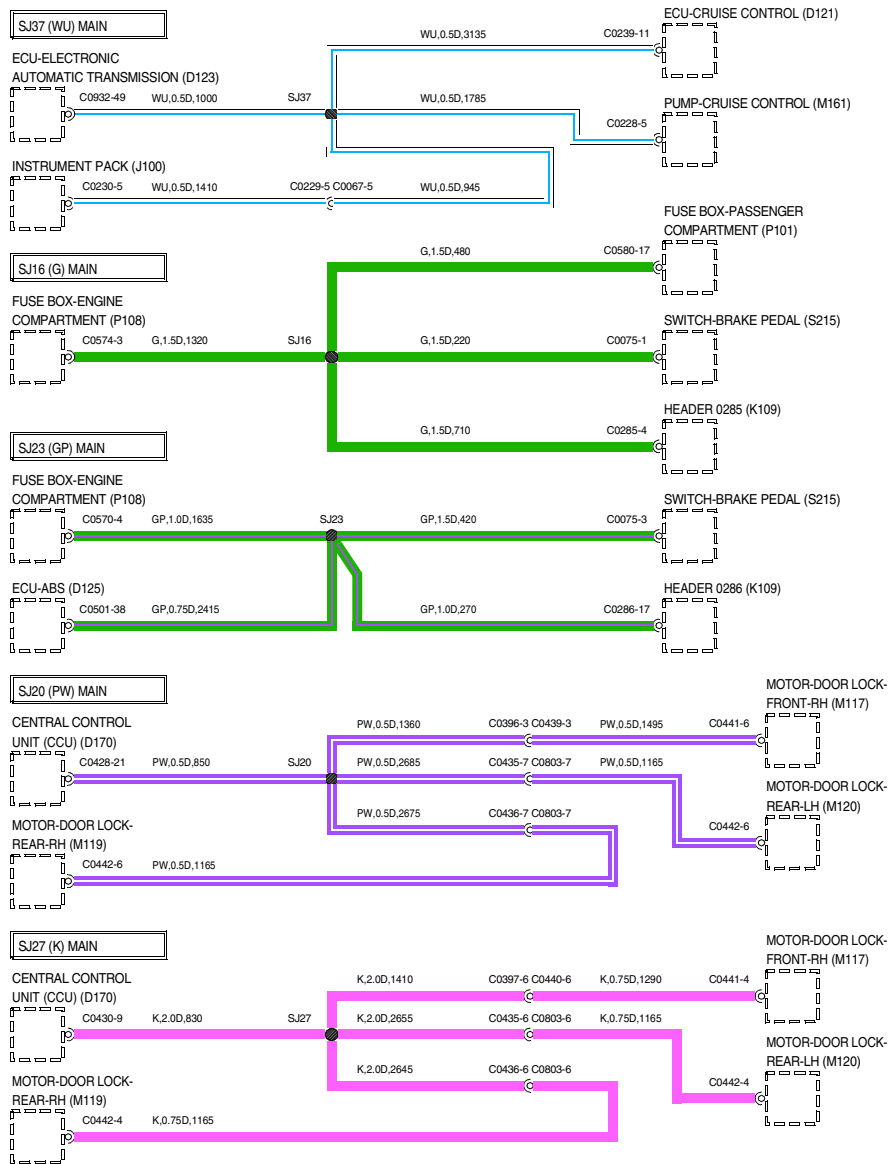 SJ37 (WU) MAIN
ECU-CRUISE CONTROL (D121)
WU,0.5D,3135
C0239-11
ECU-ELECTRONIC
AUTOMATIC TRANSMISSION (D123)
C0932-49
WU,0.5D,1000
SJ37
WU,0.5D,1785
PUMP-CRUISE CONTROL (M161)
C0228-5
INSTRUMENT PACK (J100)
C0230-5
WU,0.5D,1410
C0229-5 C0067-5
WU,0.5D,945
SJ16 (G) MAIN
FUSE BOX-PASSENGER
COMPARTMENT (P101)
G,1.5D,480
C0580-17
FUSE BOX-ENGINE
COMPARTMENT (P108)
C0574-3
G,1.5D,1320
SJ16
G,1.5D,220
C0075-1
SWITCH-BRAKE PEDAL (S215)
G,1.5D,710
C0285-4
HEADER 0285 (K109)
SJ23 (GP) MAIN
FUSE BOX-ENGINE
COMPARTMENT (P108)
C0570-4
GP,1.0D,1635
SJ23
GP,1.5D,420
C0075-3
SWITCH-BRAKE PEDAL (S215)
ECU-ABS (D125)
C0501-38
GP,0.75D,2415
GP,1.0D,270
C0286-17
HEADER 0286 (K109)
SJ20 (PW) MAIN
MOTOR-DOOR LOCK-
FRONT-RH (M117)
PW,0.5D,1360
C0396-3 C0439-3
PW,0.5D,1495
C0441-6
CENTRAL CONTROL
UNIT (CCU) (D170)
C0428-21
PW,0.5D,850
SJ20
PW,0.5D,2685
C0435-7 C0803-7
PW,0.5D,1165
MOTOR-DOOR LOCK-
REAR-LH (M120)
C0442-6
PW,0.5D,2675
C0436-7 C0803-7
MOTOR-DOOR LOCK-
REAR-RH (M119)
C0442-6
PW,0.5D,1165
SJ27 (K) MAIN
MOTOR-DOOR LOCK-
FRONT-RH (M117)
K,2.0D,1410
C0397-6 C0440-6
K,0.75D,1290
C0441-4
CENTRAL CONTROL
UNIT (CCU) (D170)
C0430-9
K,2.0D,830
SJ27
K,2.0D,2655
C0435-6 C0803-6
K,0.75D,1165
MOTOR-DOOR LOCK-
REAR-LH (M120)
C0442-4
K,2.0D,2645
C0436-6 C0803-6
MOTOR-DOOR LOCK-
REAR-RH (M119)
C0442-4
K,0.75D,1165